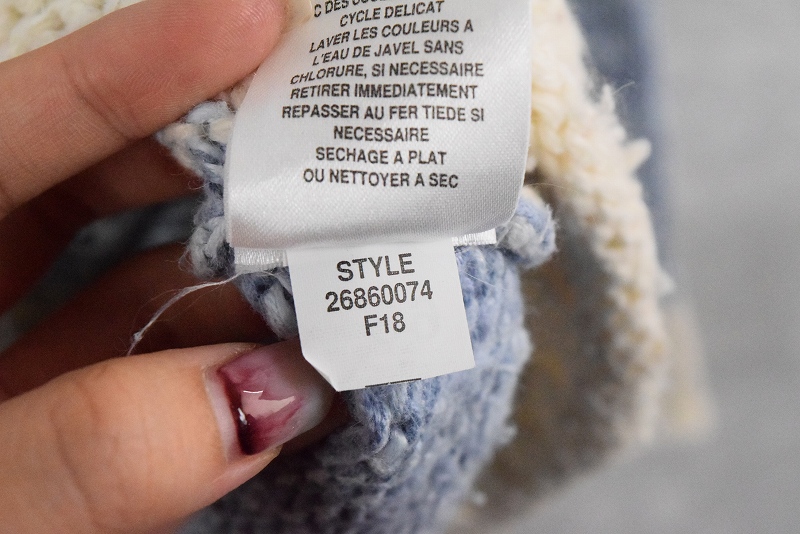 C DES
CYCLE DELICAT
LAVER LES COULEURS A
L'EAU DE JAVEL SANS
CHLORURE, SI NECESSAIRE
RETIRER IMMEDIATEMENT
REPASSER AU FER TIEDE SI
NECESSAIRE
SECHAGE A PLAT
OU NETTOYER A SEC
STYLE
26860074
F18